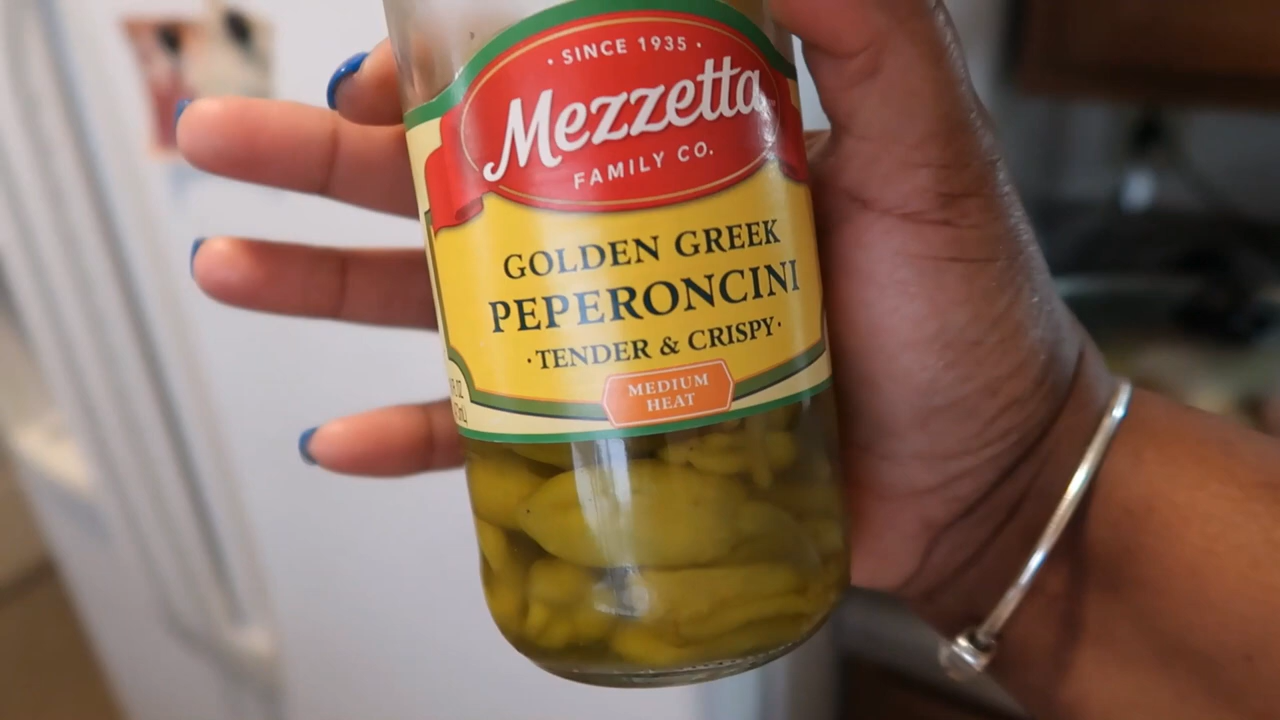 · SINCE 1935 ·
Mezzetta
FAMILY CO.
GOLDEN GREEK
PEPERONCINI
· TENDER & CRISPY ·
MEDIUM
HEAT